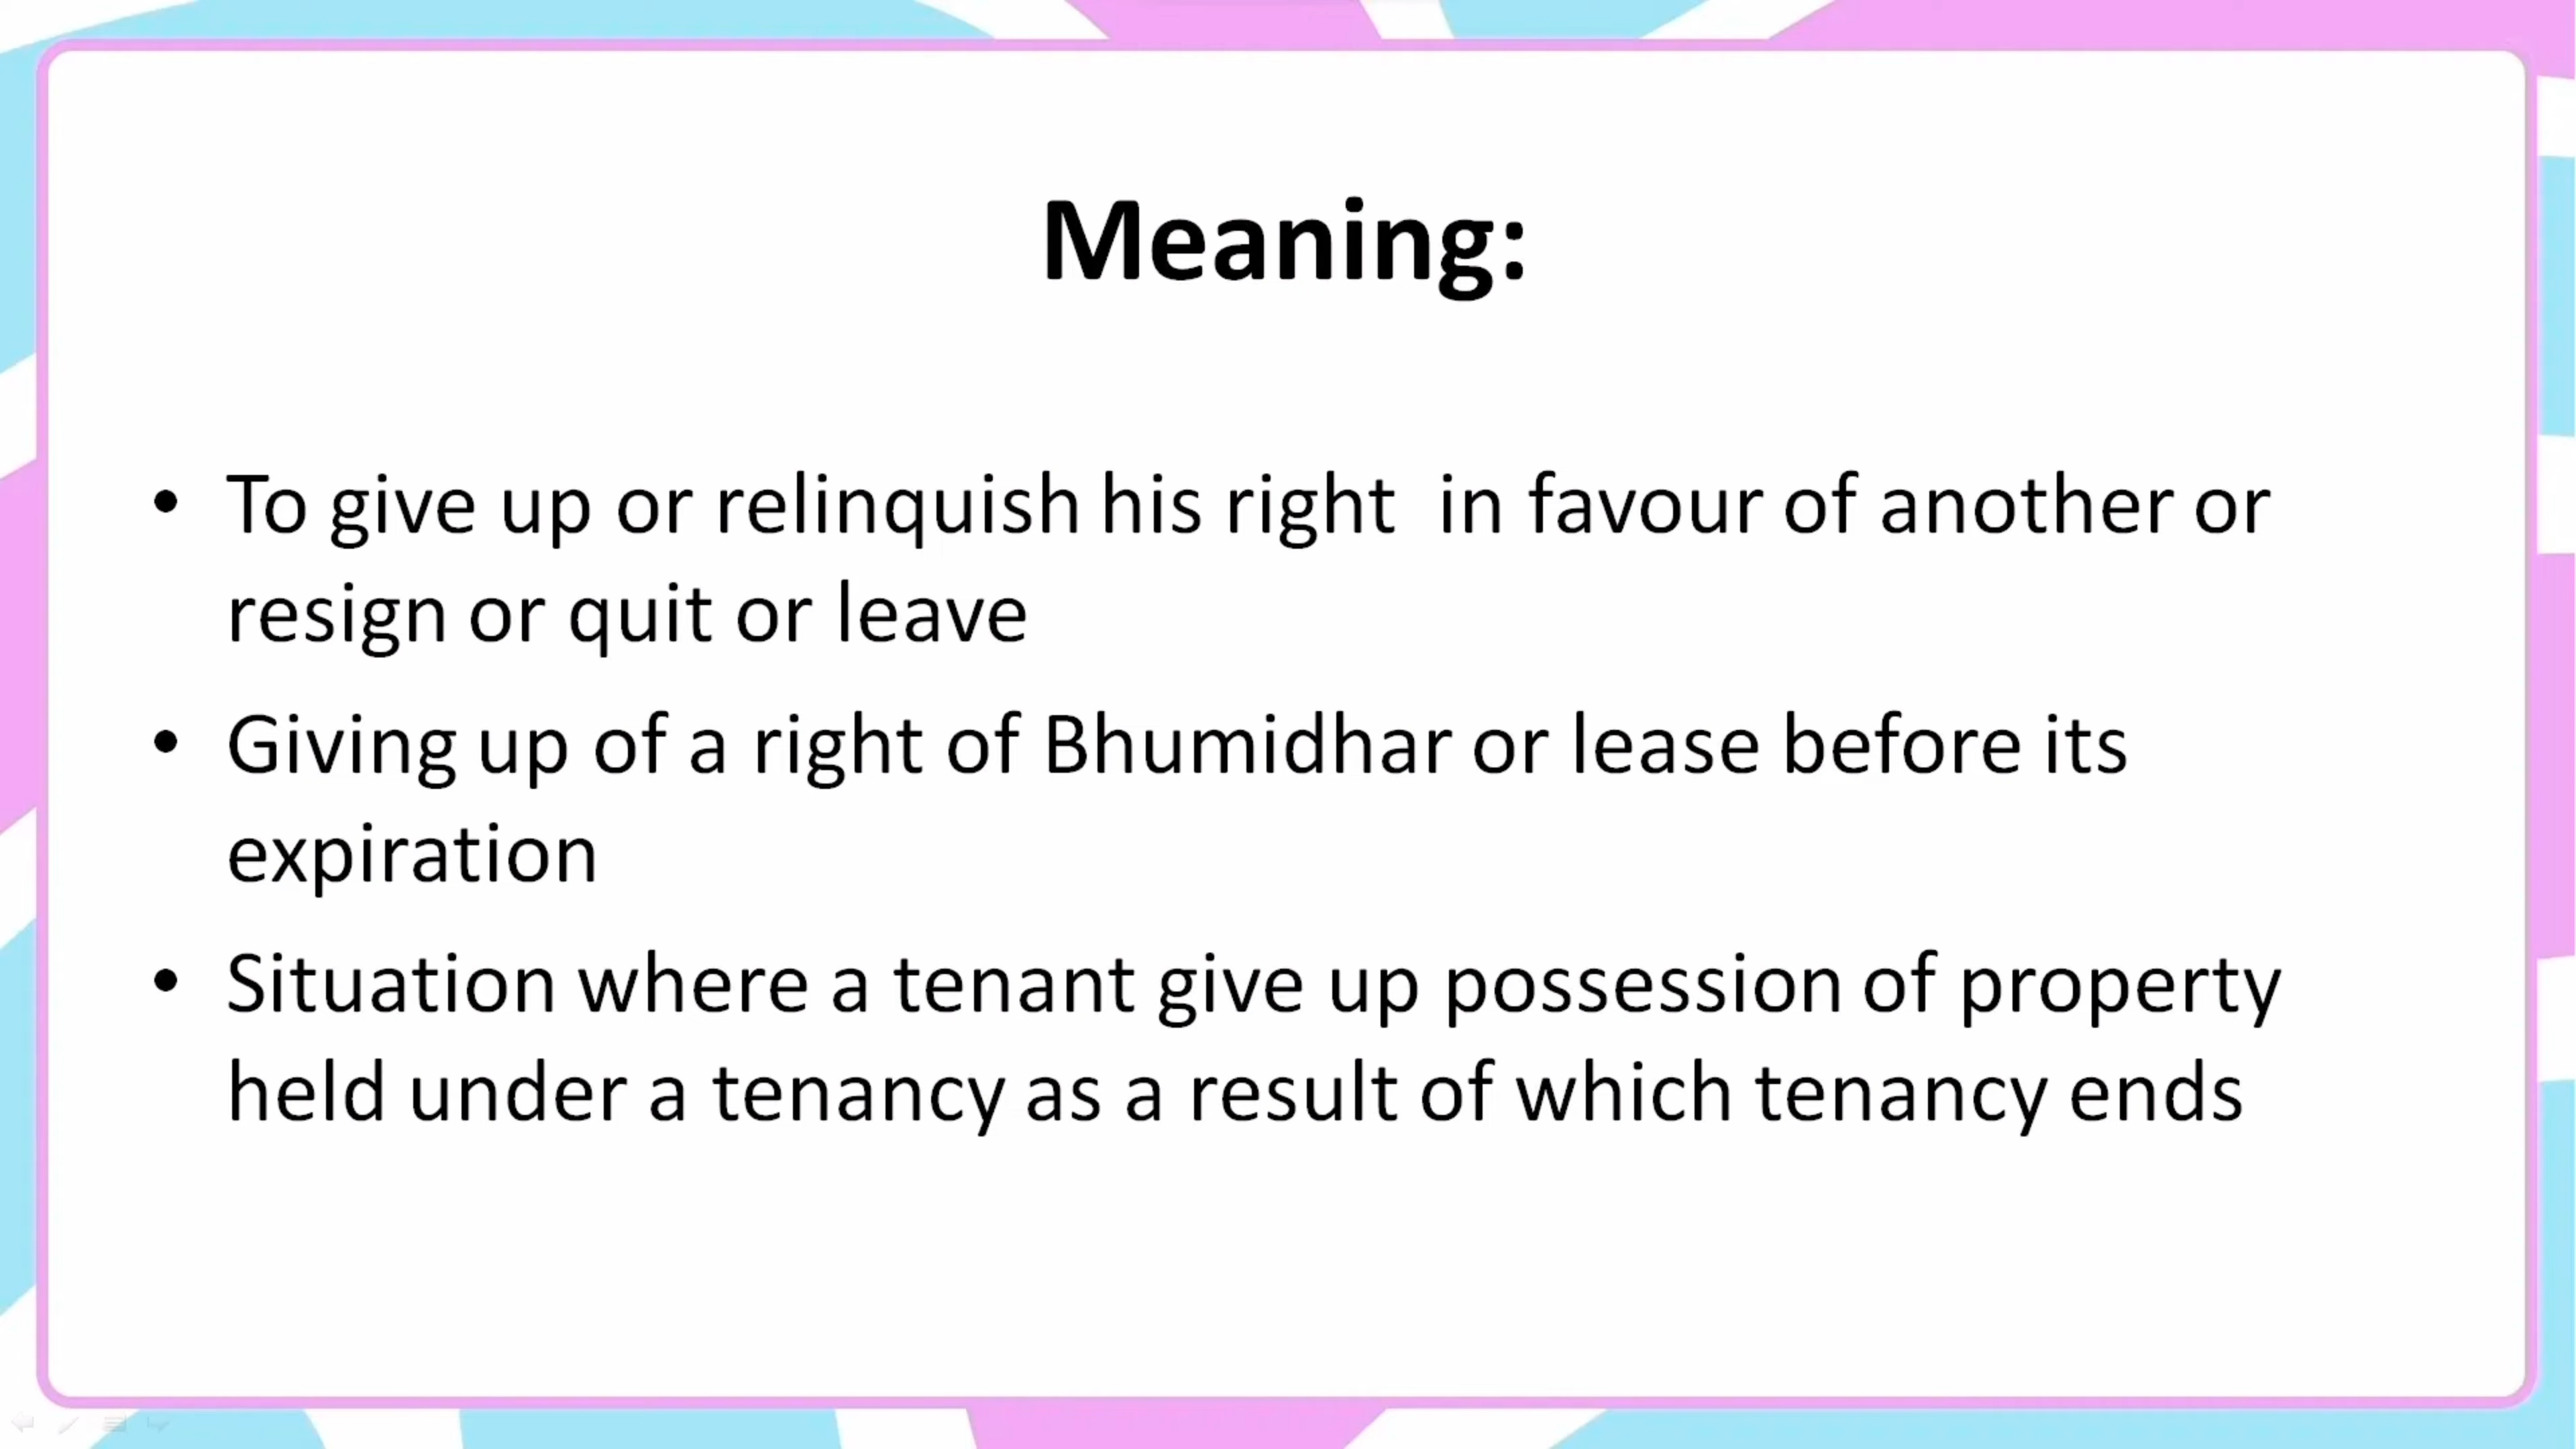 Meaning:
• To give up or relinquish his right  in favour of another or
resign or quit or leave
• Giving up of a right of Bhumidhar or lease before its
expiration
• Situation where a tenant give up possession of property
held under a tenancy as a result of which tenancy ends